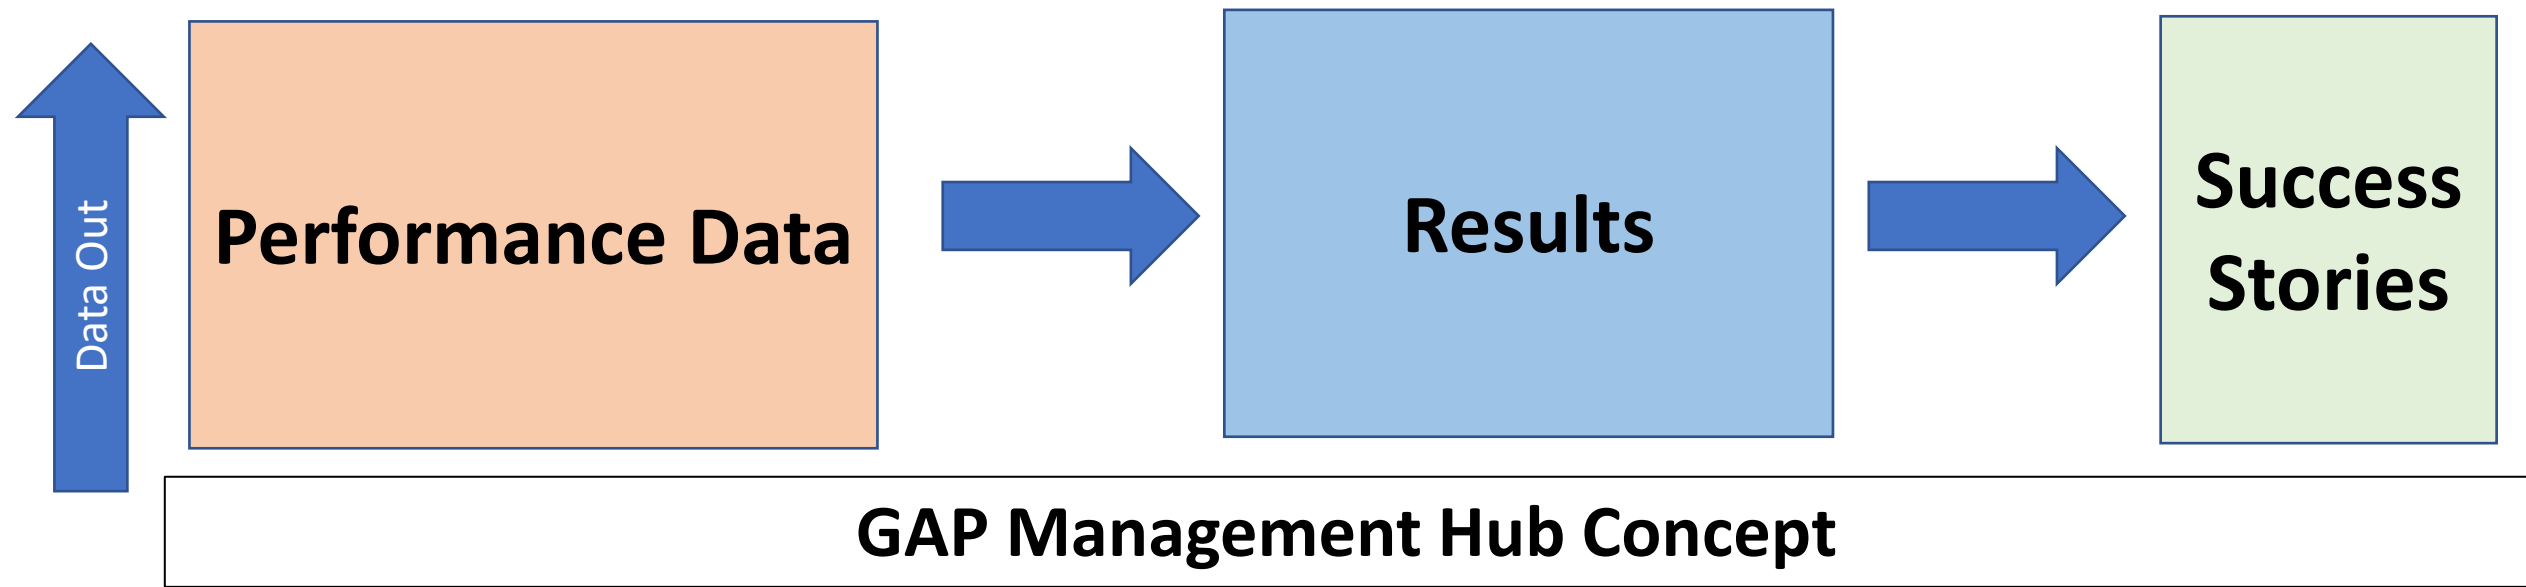 Data Out
Performance Data
Results
Success
Stories
GAP Management Hub Concept